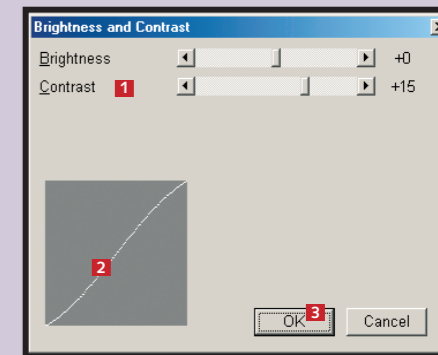 Brightness and Contrast
Brightness +0
Contrast 1 +15
2
OK 3 Cancel